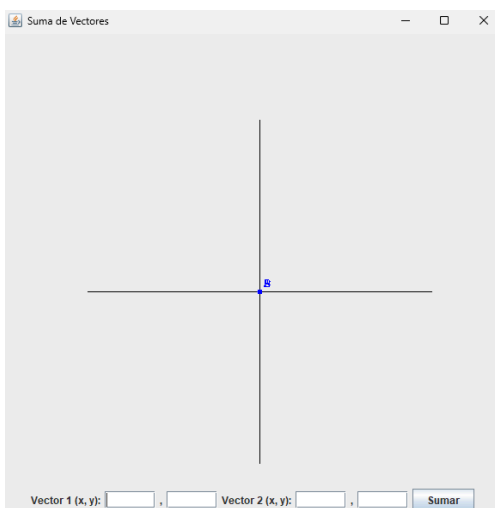 Suma de Vectores
Vector 1 (x, y): , Vector 2 (x, y): , Sumar